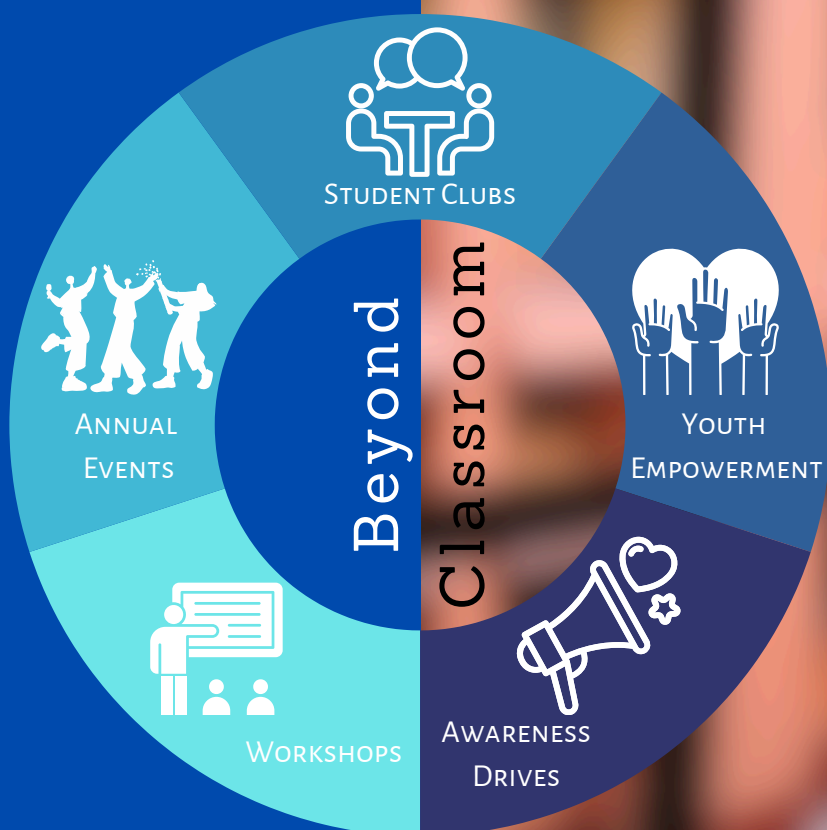 Student Clubs
Annual
Events
Beyond
Classroom
Youth
Empowerment
Workshops
Awareness
Drives